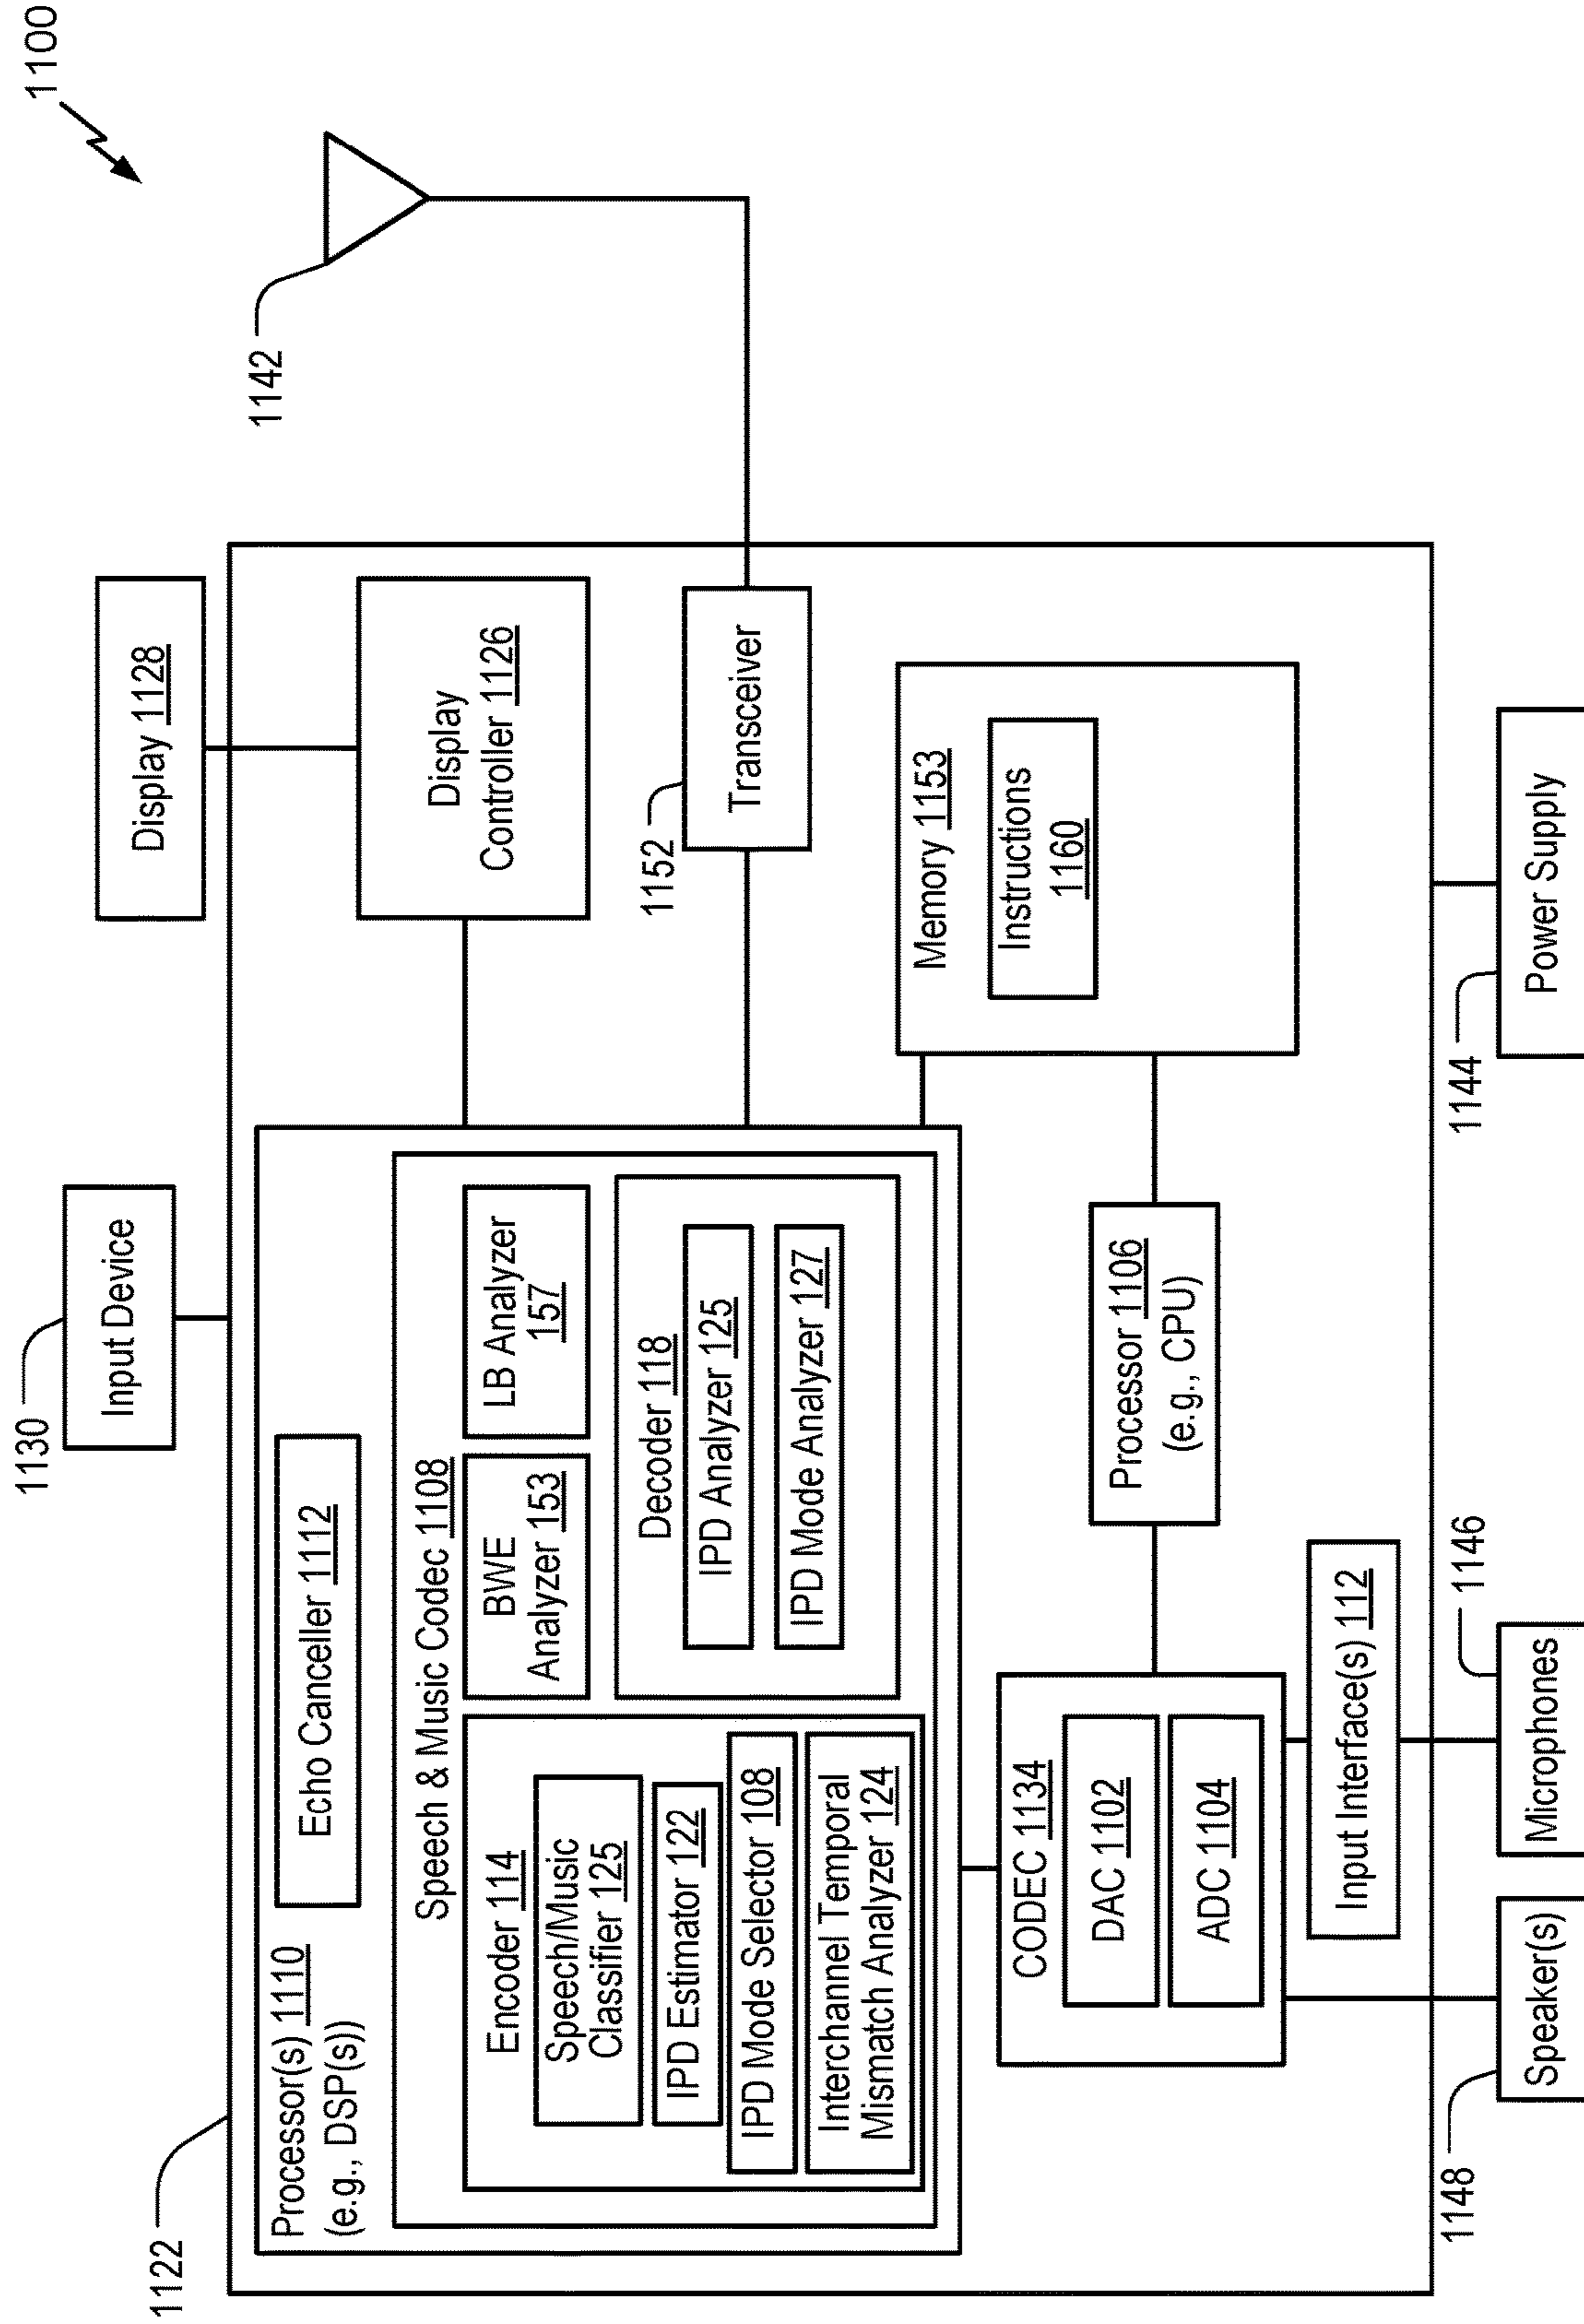 1100
1142
1130
Input Device
Display 1128
1122
Processor(s) 1110
(e.g., DSP(s))
Echo Canceller 1112
Display
Controller 1126
Speech & Music Codec 1108
BWE
Analyzer 153
LB Analyzer
157
Encoder 114
Speech/Music
Classifier 125
IPD Estimator 122
IPD Mode Selector 108
Interchannel Temporal
Mismatch Analyzer 124
Decoder 118
IPD Analyzer 125
IPD Mode Analyzer 127
1152
Transceiver
Memory 1153
Instructions
1160
CODEC 1134
DAC 1102
ADC 1104
Processor 1106
(e.g., CPU)
Input Interface(s) 112
1148
Speaker(s)
1146
Microphones
1144
Power Supply